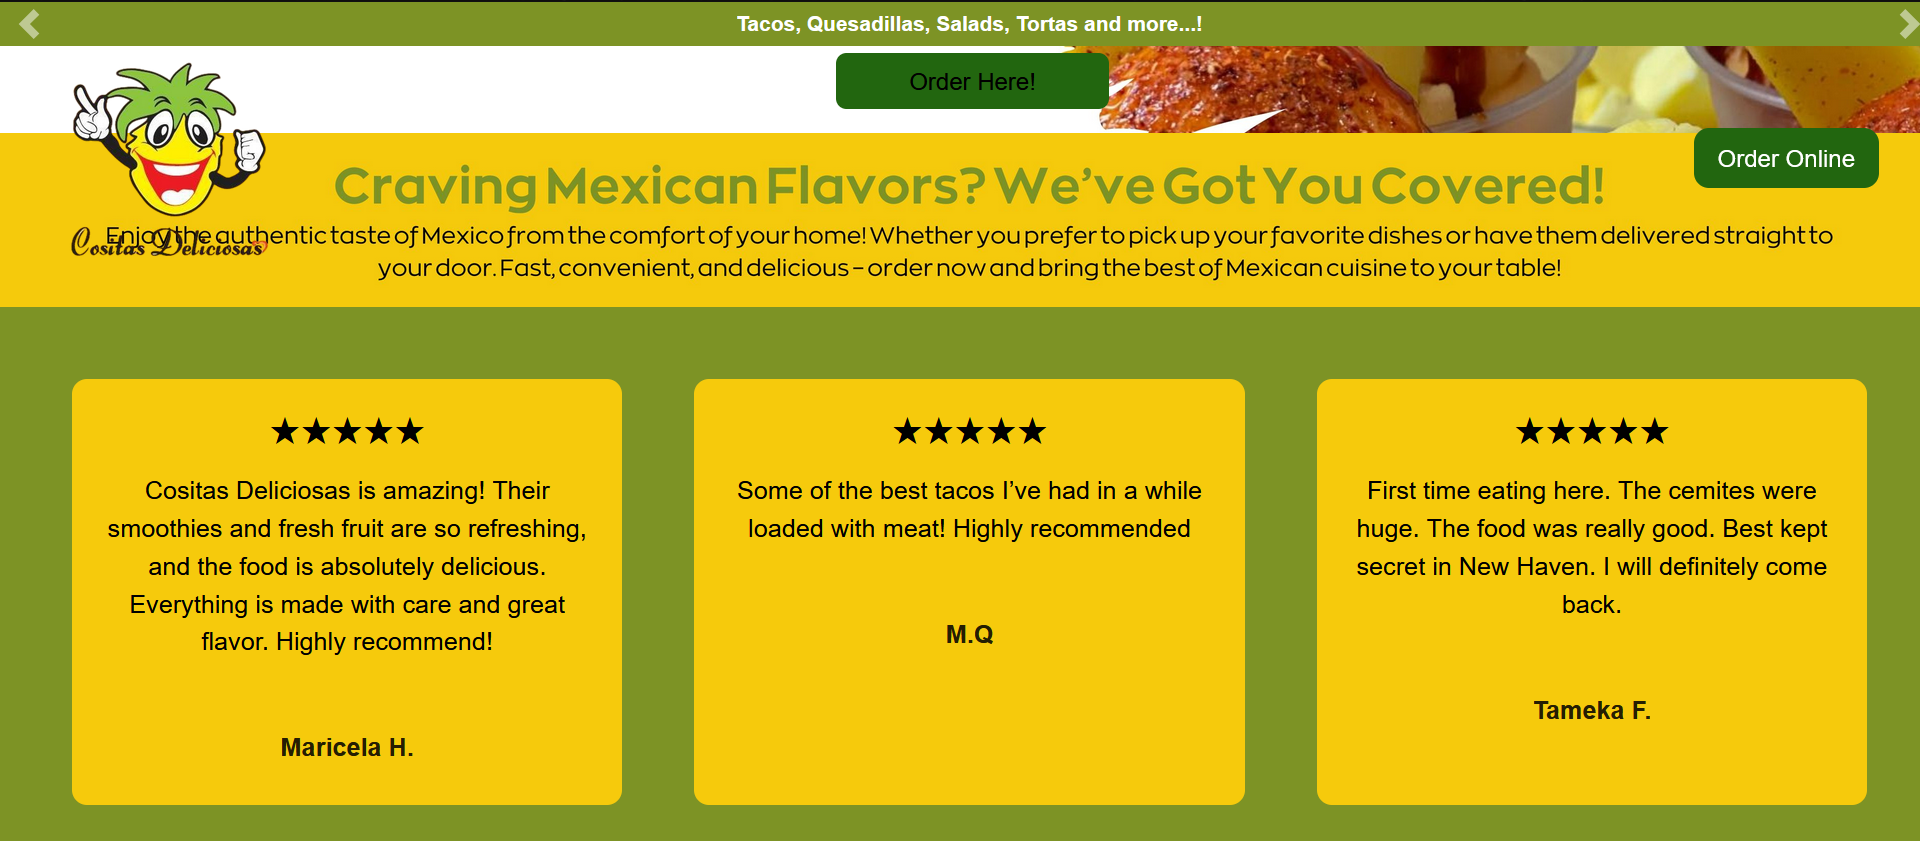 Tacos, Quesadillas, Salads, Tortas and more...!
Order Here!
Order Online
Craving Mexican Flavors? We’ve Got You Covered!
Cositas Deliciosas
Enjoy the authentic taste of Mexico from the comfort of your home! Whether you prefer to pick up your favorite dishes or have them delivered straight to
your door. Fast, convenient, and delicious – order now and bring the best of Mexican cuisine to your table!
★★★★★
Cositas Deliciosas is amazing! Their
smoothies and fresh fruit are so refreshing,
and the food is absolutely delicious.
Everything is made with care and great
flavor. Highly recommend!
Maricela H.
★★★★★
Some of the best tacos I’ve had in a while
loaded with meat! Highly recommended
M.Q
★★★★★
First time eating here. The cemites were
huge. The food was really good. Best kept
secret in New Haven. I will definitely come
back.
Tameka F.